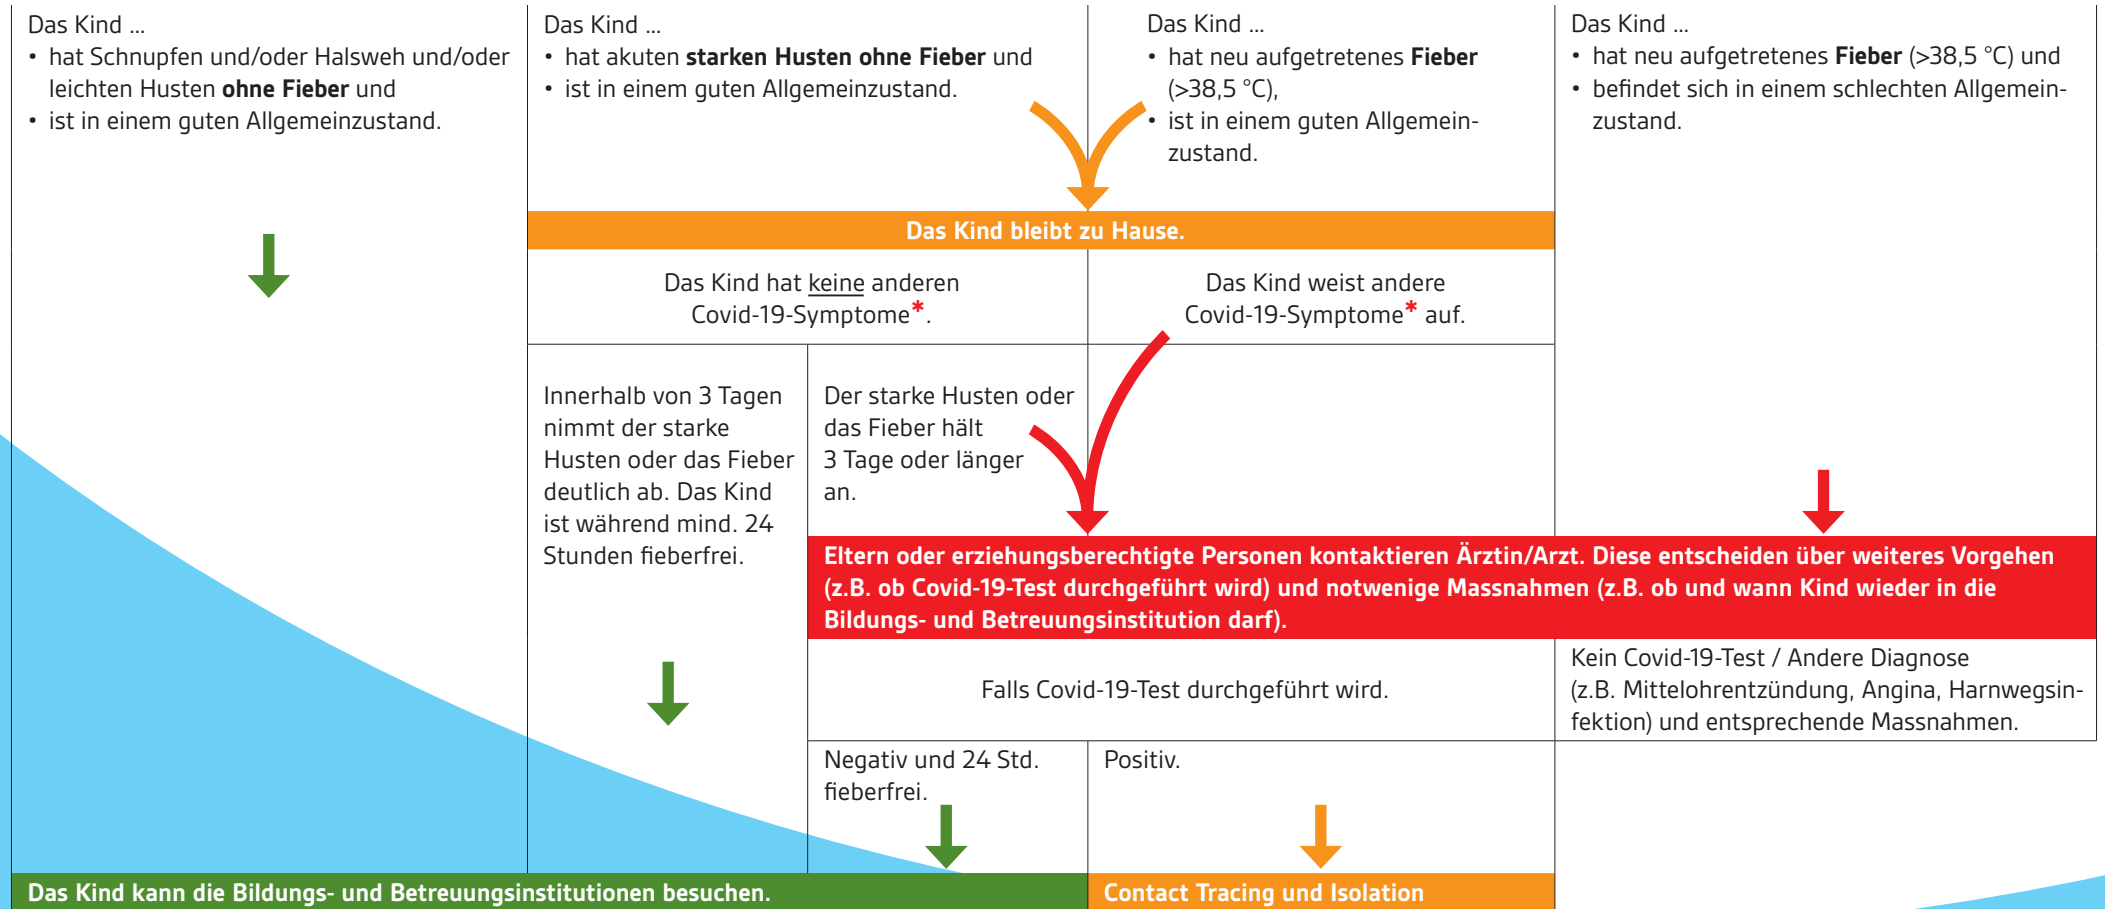 Das Kind ...
• hat Schnupfen und/oder Halsweh und/oder
leichten Husten ohne Fieber und
• ist in einem guten Allgemeinzustand.
Das Kind ...
• hat akuten starken Husten ohne Fieber und
• ist in einem guten Allgemeinzustand.
Das Kind ...
• hat neu aufgetretenes Fieber
(>38,5 °C),
• ist in einem guten Allgemein-
zustand.
Das Kind ...
• hat neu aufgetretenes Fieber (>38,5 °C) und
• befindet sich in einem schlechten Allgemein-
zustand.
Das Kind bleibt zu Hause.
Das Kind hat keine anderen
Covid-19-Symptome*.
Das Kind weist andere
Covid-19-Symptome* auf.
Innerhalb von 3 Tagen
nimmt der starke
Husten oder das Fieber
deutlich ab. Das Kind
ist während mind. 24
Stunden fieberfrei.
Der starke Husten oder
das Fieber hält
3 Tage oder länger
an.
Eltern oder erziehungsberechtigte Personen kontaktieren Ärztin/Arzt. Diese entscheiden über weiteres Vorgehen
(z.B. ob Covid-19-Test durchgeführt wird) und notwenige Massnahmen (z.B. ob und wann Kind wieder in die
Bildungs- und Betreuungsinstitution darf).
Falls Covid-19-Test durchgeführt wird.
Kein Covid-19-Test / Andere Diagnose
(z.B. Mittelohrentzündung, Angina, Harnwegsin-
fektion) und entsprechende Massnahmen.
Negativ und 24 Std.
fieberfrei.
Positiv.
Das Kind kann die Bildungs- und Betreuungsinstitutionen besuchen.
Contact Tracing und Isolation